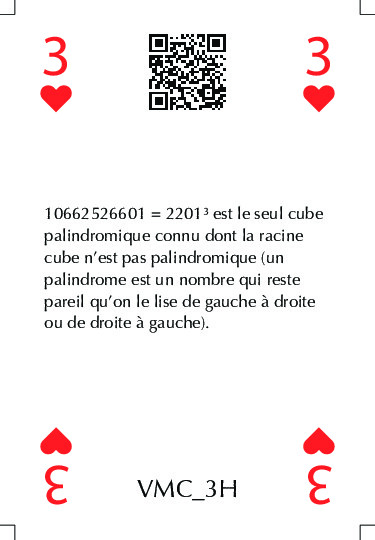 3
3
10662526601 = 2201³ est le seul cube
palindromique connu dont la racine
cube n’est pas palindromique (un
palindrome est un nombre qui reste
pareil qu’on le lise de gauche à droite
ou de droite à gauche).
3
VMC_3H
3